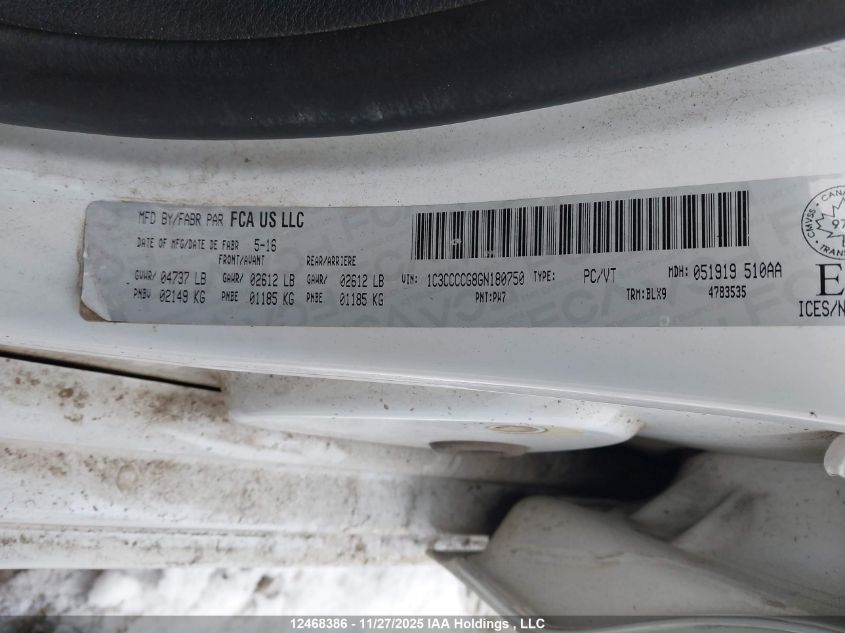 MFD BY/FABR PAR FCA US LLC
DATE OF MFG/DATE DE FABR 5-16
FRONT/AVANT REAR/ARRIERE
GVWR/ 04737 LB GAWR/ 02612 LB GAWR/ 02612 LB
PNBV 02149 KG PNBE 01185 KG PNBE 01185 KG
VIN: 1C3CCCCG8GN180750 TYPE: PC/VT MDH: 051919 510AA
PNT:PW7 TRM:BLX9 4783535
CMVSS
ICES/N
12468386 - 11/27/2025 IAA Holdings , LLC